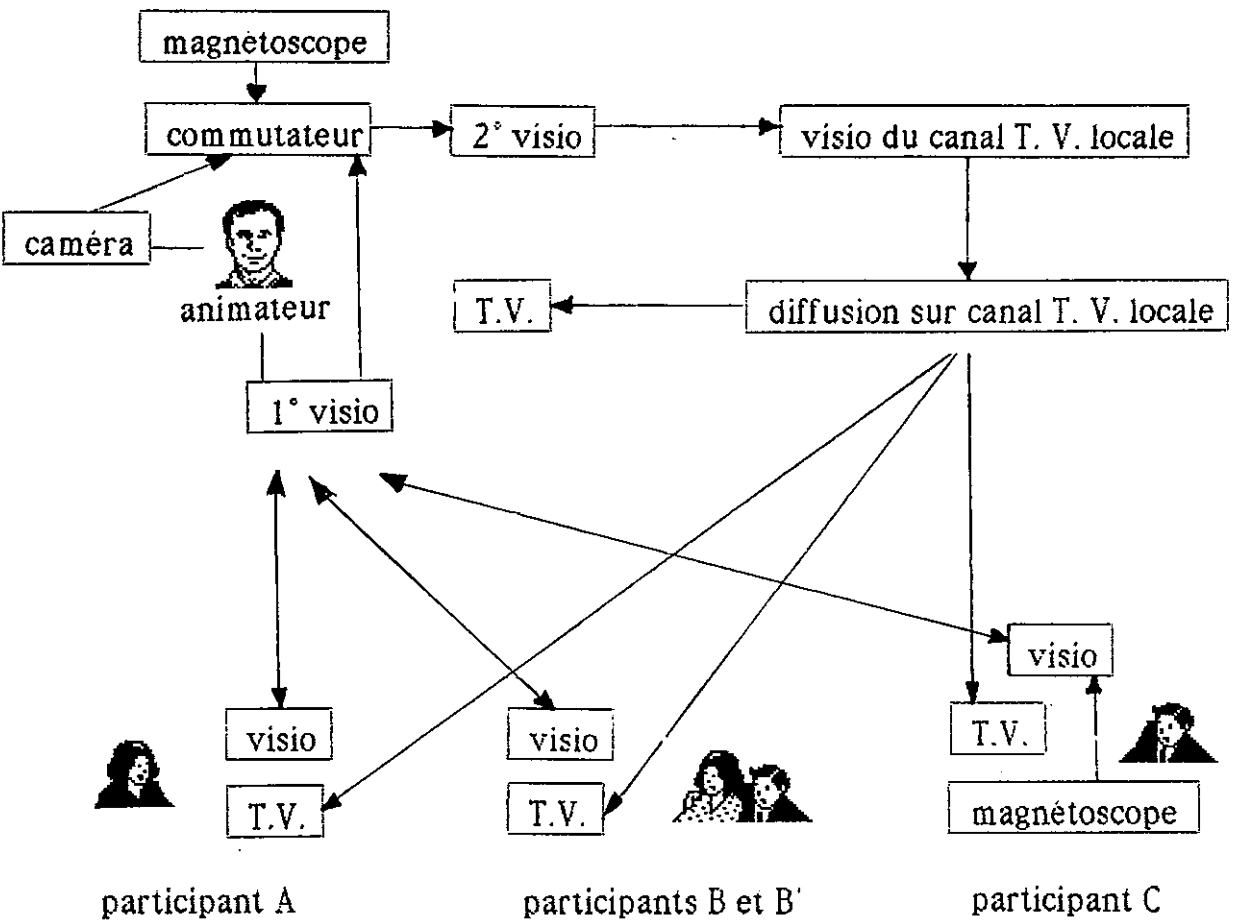 magnétoscope
commutateur
2° visio
visio du canal T. V. locale
caméra
animateur
T.V.
diffusion sur canal T. V. locale
1° visio
visio
visio
visio
T.V.
T.V.
T.V.
magnétoscope
participant A
participants B et B'
participant C